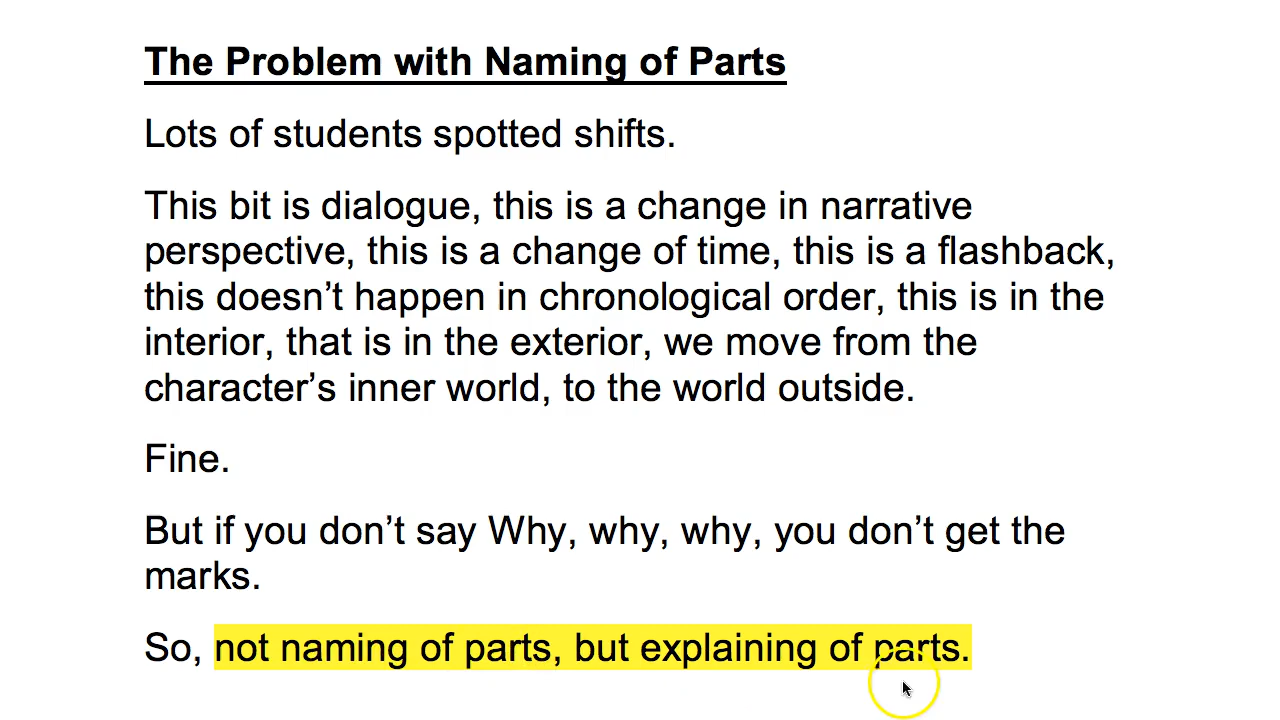 The Problem with Naming of Parts
Lots of students spotted shifts.
This bit is dialogue, this is a change in narrative
perspective, this is a change of time, this is a flashback,
this doesn’t happen in chronological order, this is in the
interior, that is in the exterior, we move from the
character’s inner world, to the world outside.
Fine.
But if you don’t say Why, why, why, you don’t get the
marks.
So, not naming of parts, but explaining of parts.